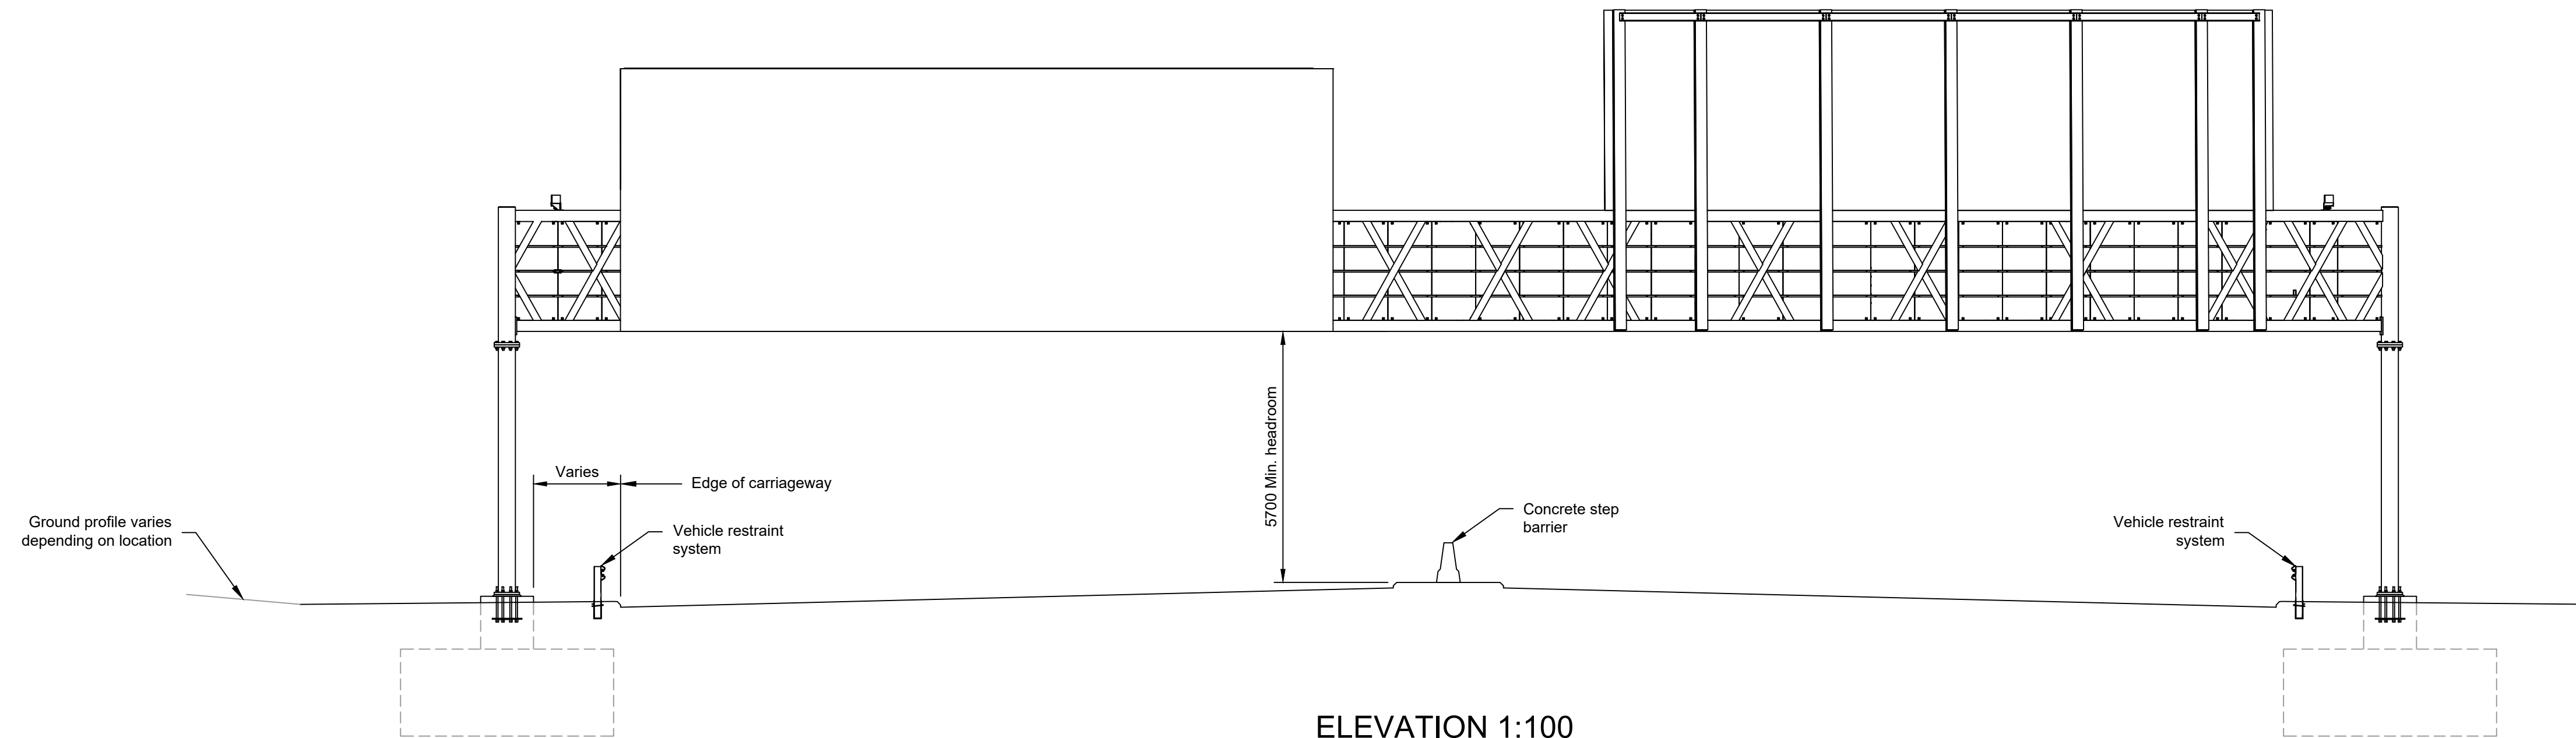 5700 Min. headroom
Varies
Edge of carriageway
Ground profile varies
depending on location
Vehicle restraint
system
Concrete step
barrier
Vehicle restraint
system
ELEVATION 1:100